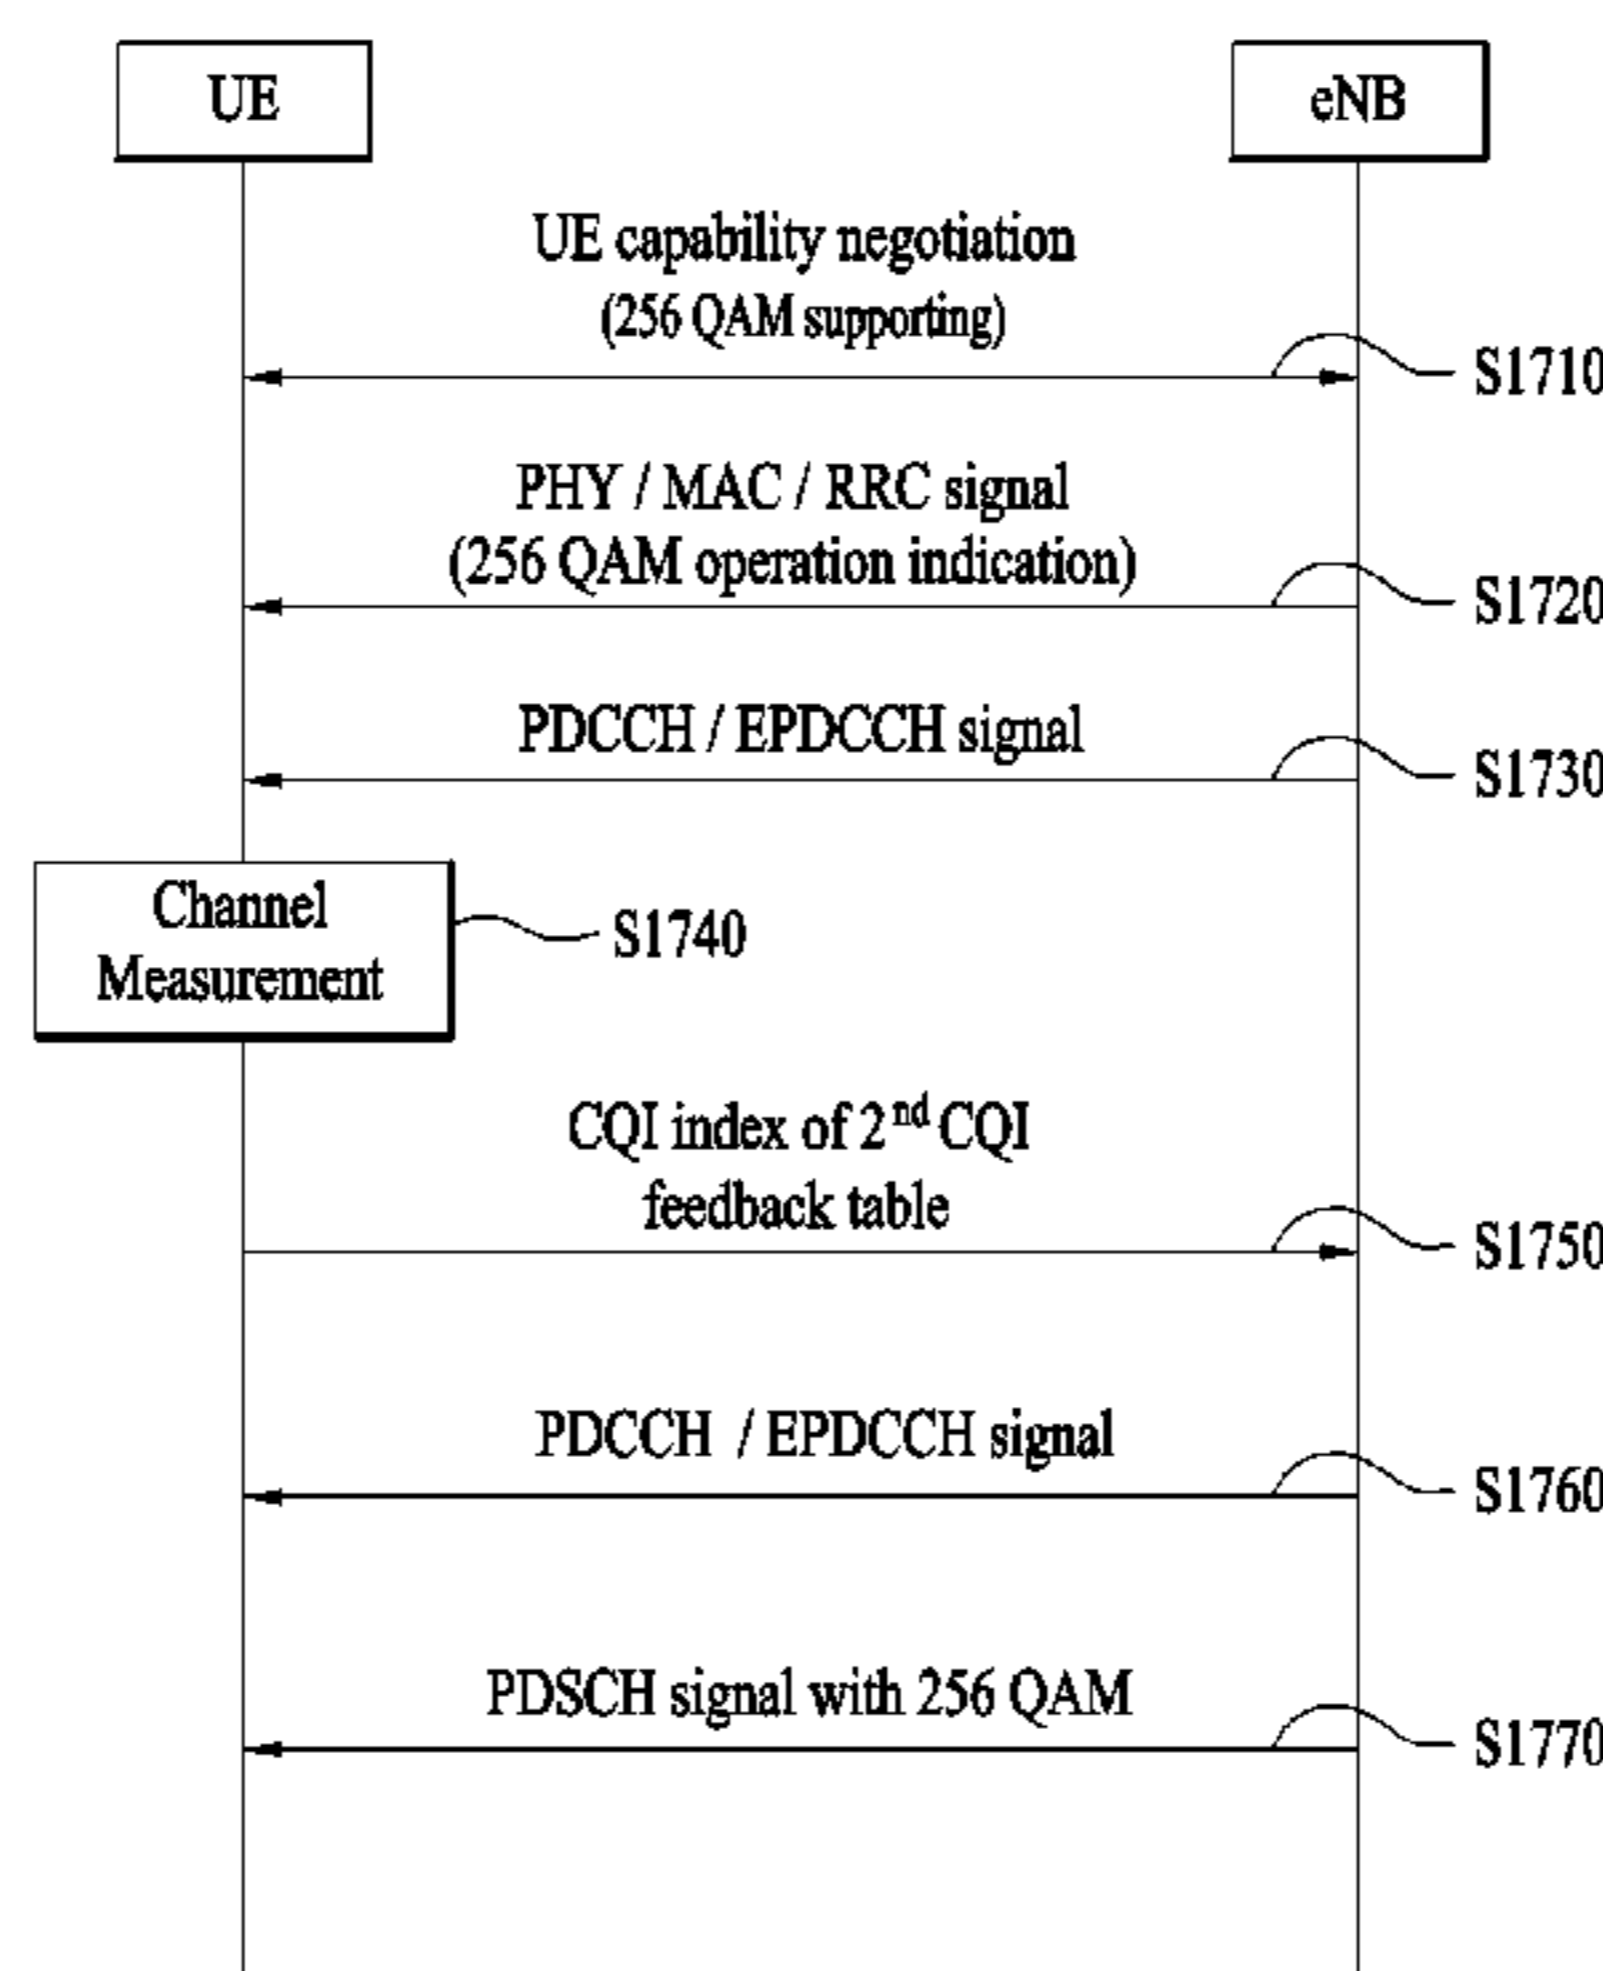 UE
eNB
UE capability negotiation
(256 QAM supporting)
S1710
PHY / MAC / RRC signal
(256 QAM operation indication)
S1720
PDCCH / EPDCCH signal
S1730
Channel
Measurement
S1740
CQI index of 2nd CQI
feedback table
S1750
PDCCH / EPDCCH signal
S1760
PDSCH signal with 256 QAM
S1770